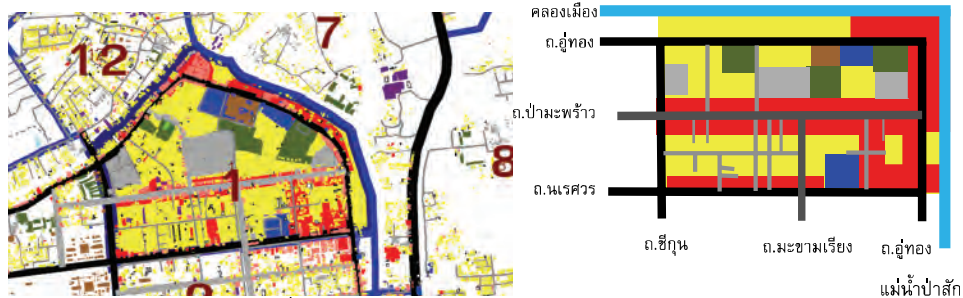 12
7
8
1
คลองเมือง
ถ.อู่ทอง
ถ.ป่ามะพร้าว
ถ.นเรศวร
ถ.ชีกุน
ถ.มะขามเรียง
ถ.อู่ทอง
แม่น้ำป่าสัก